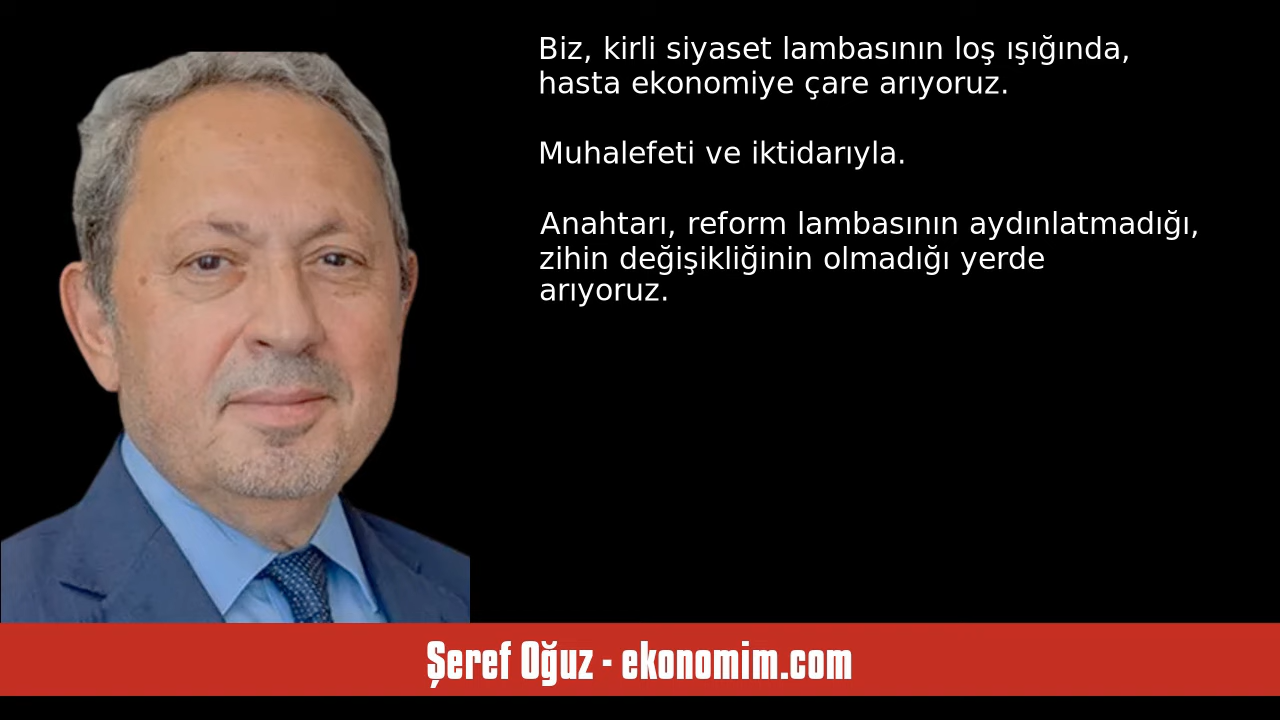 Biz, kirli siyaset lambasının loş ışığında,
hasta ekonomiye çare arıyoruz.
Muhalefeti ve iktidarıyla.
Anahtarı, reform lambasının aydınlatmadığı,
zihin değişikliğinin olmadığı yerde
arıyoruz.
Şeref Oğuz - ekonomim.com